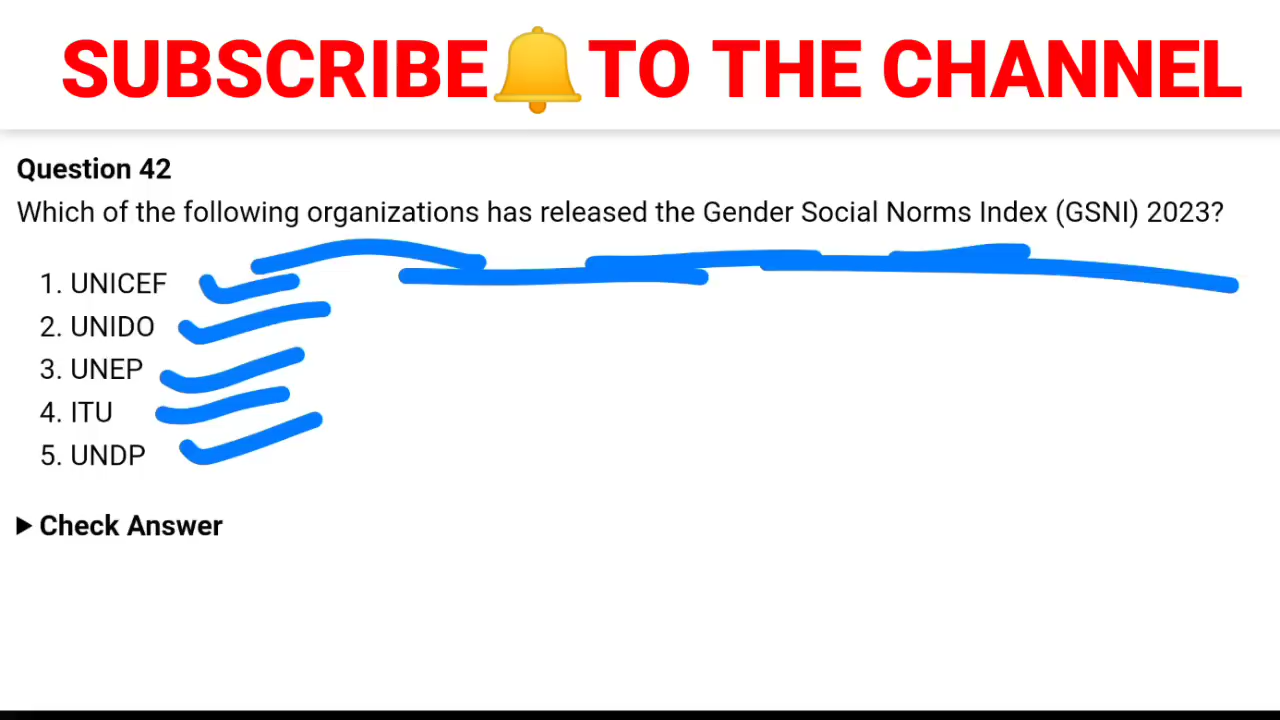 SUBSCRIBE🔔TO THE CHANNEL
Question 42
Which of the following organizations has released the Gender Social Norms Index (GSNI) 2023?
1. UNICEF
2. UNIDO
3. UNEP
4. ITU
5. UNDP
▶ Check Answer